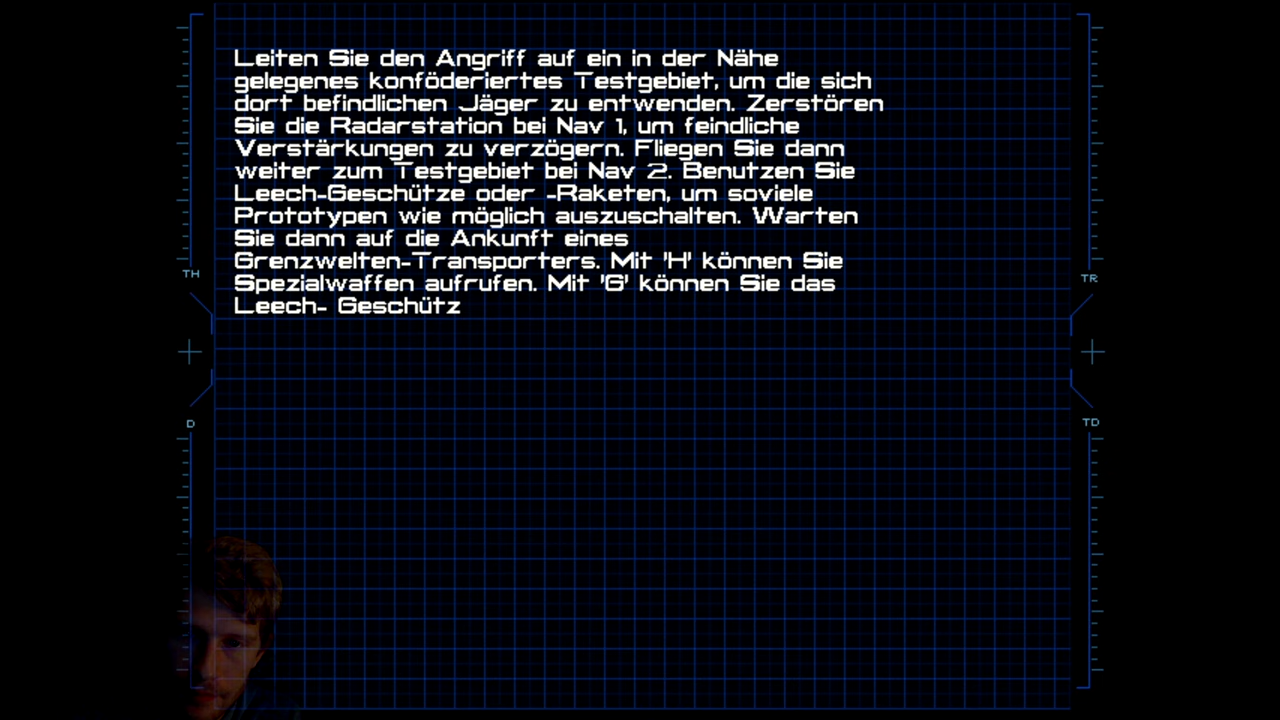 Leiten Sie den Angriff auf ein in der Nähe
gelegenes konföderiertes Testgebiet, um die sich
dort befindlichen Jäger zu entwenden. Zerstören
Sie die Radarstation bei Nav 1, um feindliche
Verstärkungen zu verzögern. Fliegen Sie dann
weiter zum Testgebiet bei Nav 2. Benutzen Sie
Leech-Geschütze oder -Raketen, um soviele
Prototypen wie möglich auszuschalten. Warten
Sie dann auf die Ankunft eines
Grenzwelten-Transporters. Mit 'H' können Sie
Spezialwaffen aufrufen. Mit 'G' können Sie das
Leech- Geschütz
TH
TR
D
TD